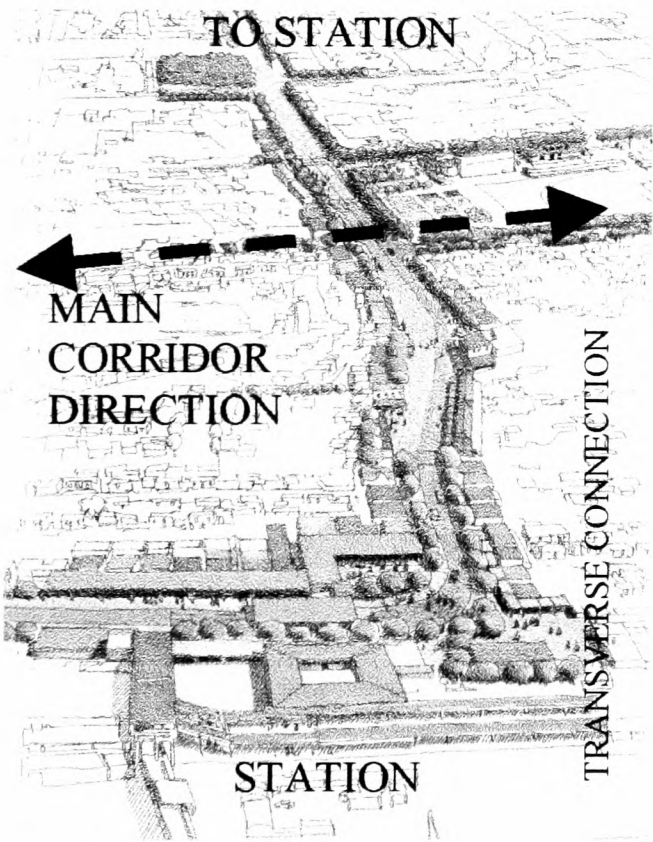 TO STATION
MAIN
CORRIDOR
DIRECTION
TRANSVERSE CONNECTION
STATION